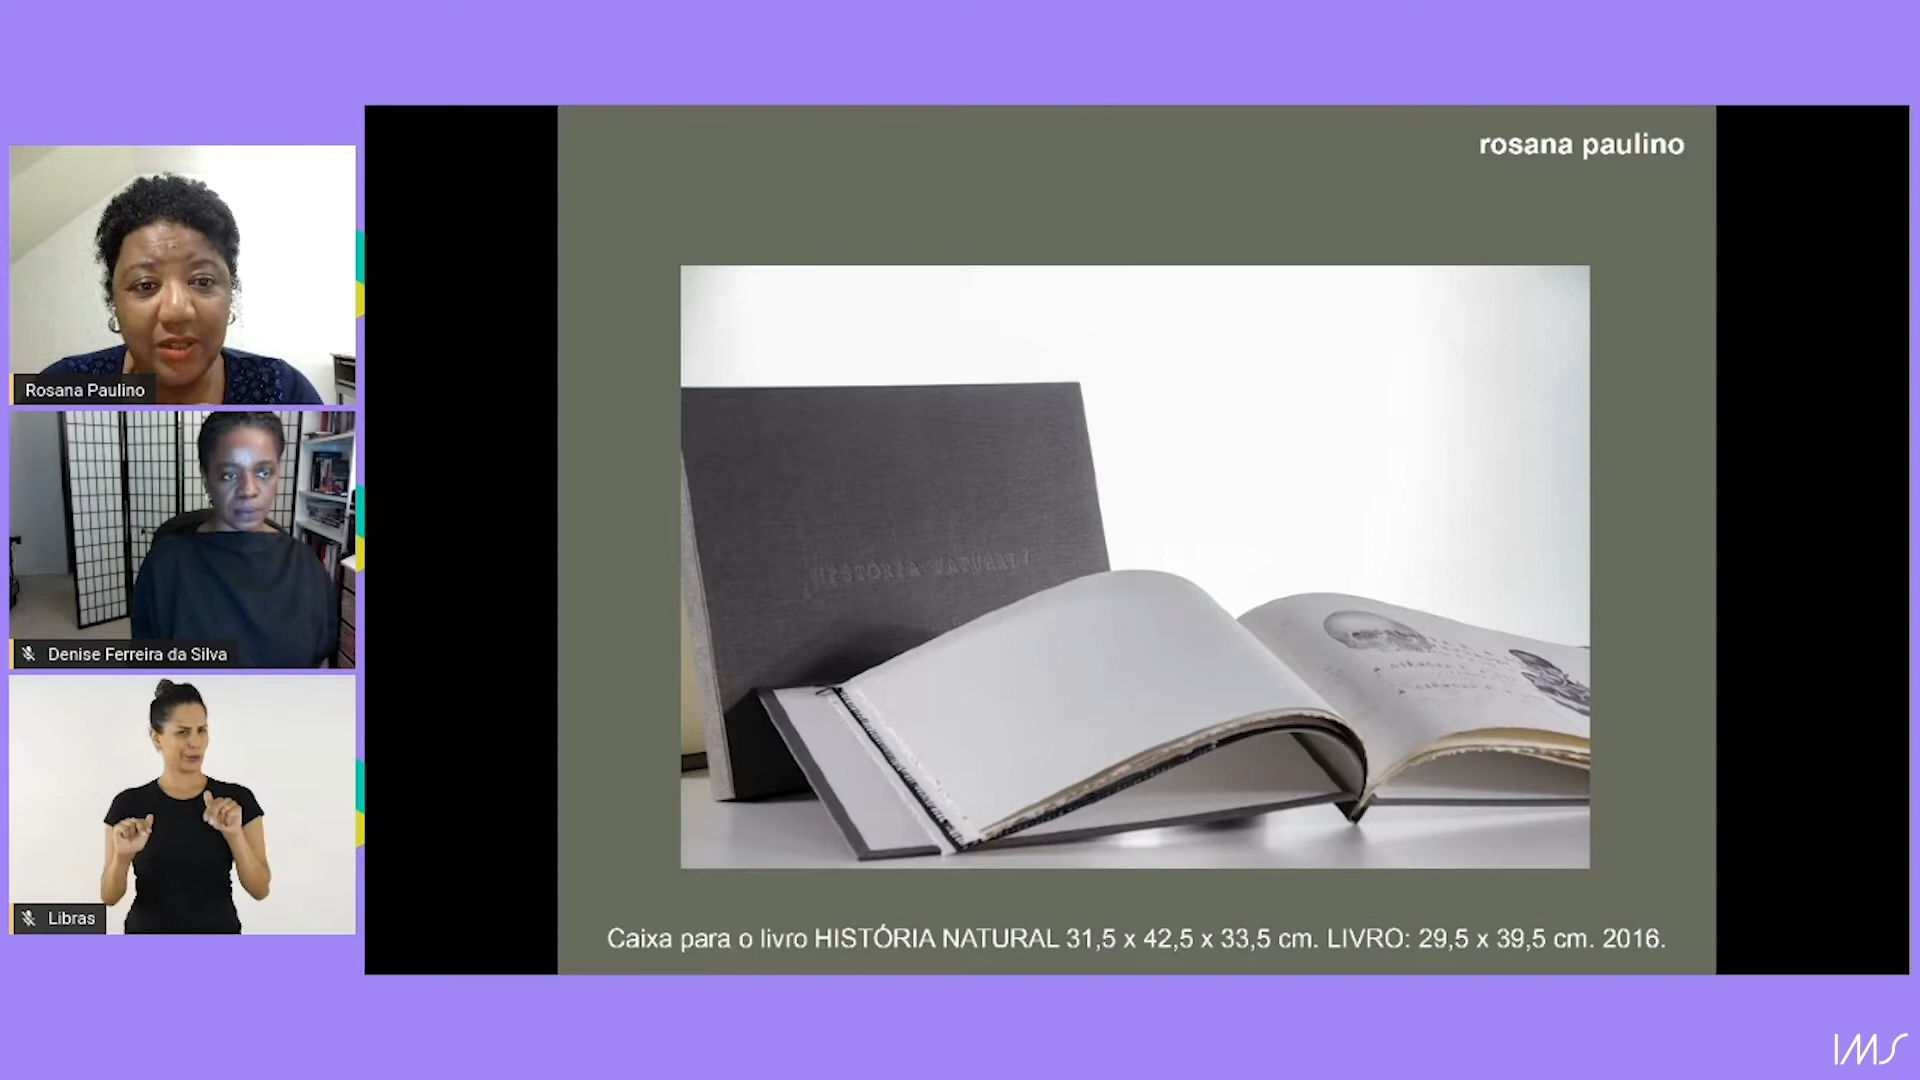 rosana paulino
Rosana Paulino
HISTÓRIA NATURAL?
Denise Ferreira da Silva
Libras
Caixa para o livro HISTÓRIA NATURAL 31,5 x 42,5 x 33,5 cm. LIVRO: 29,5 x 39,5 cm. 2016.
IMS